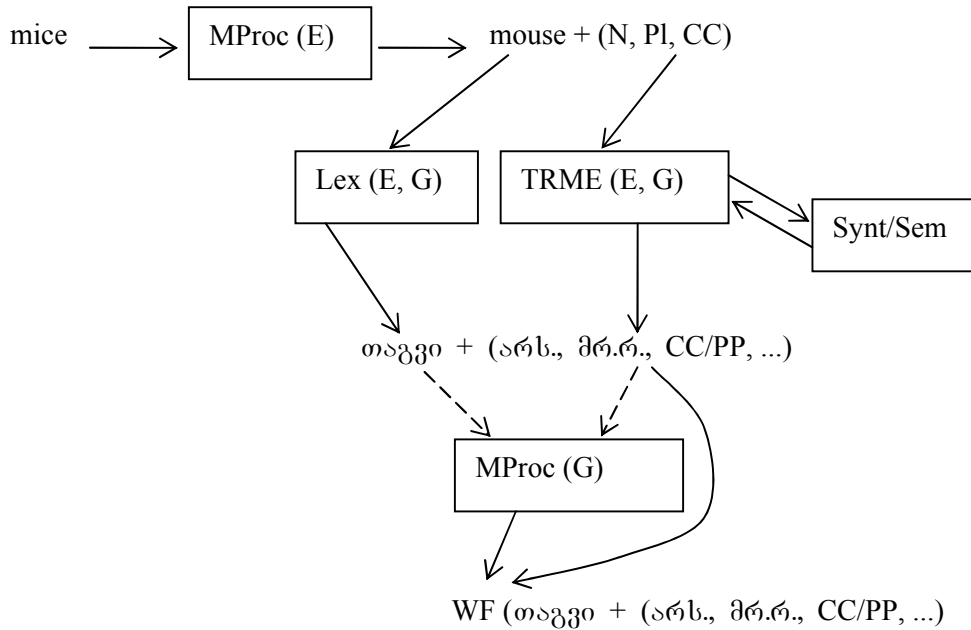 mice MProc (E) mouse + (N, Pl, CC)
Lex (E, G) TRME (E, G)
Synt/Sem
თაგვი + (არს., მრ.რ., CC/PP, ...)
MProc (G)
WF (თაგვი + (არს., მრ.რ., CC/PP, ...)